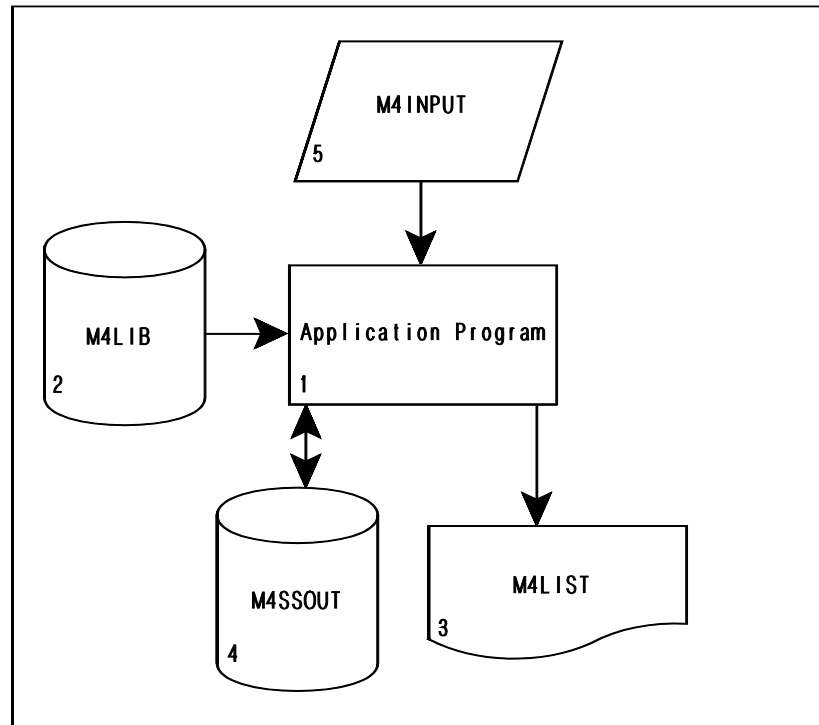 M4INPUT
5
M4LIB
2
Application Program
1
M4SSOUT
4
M4LIST
3